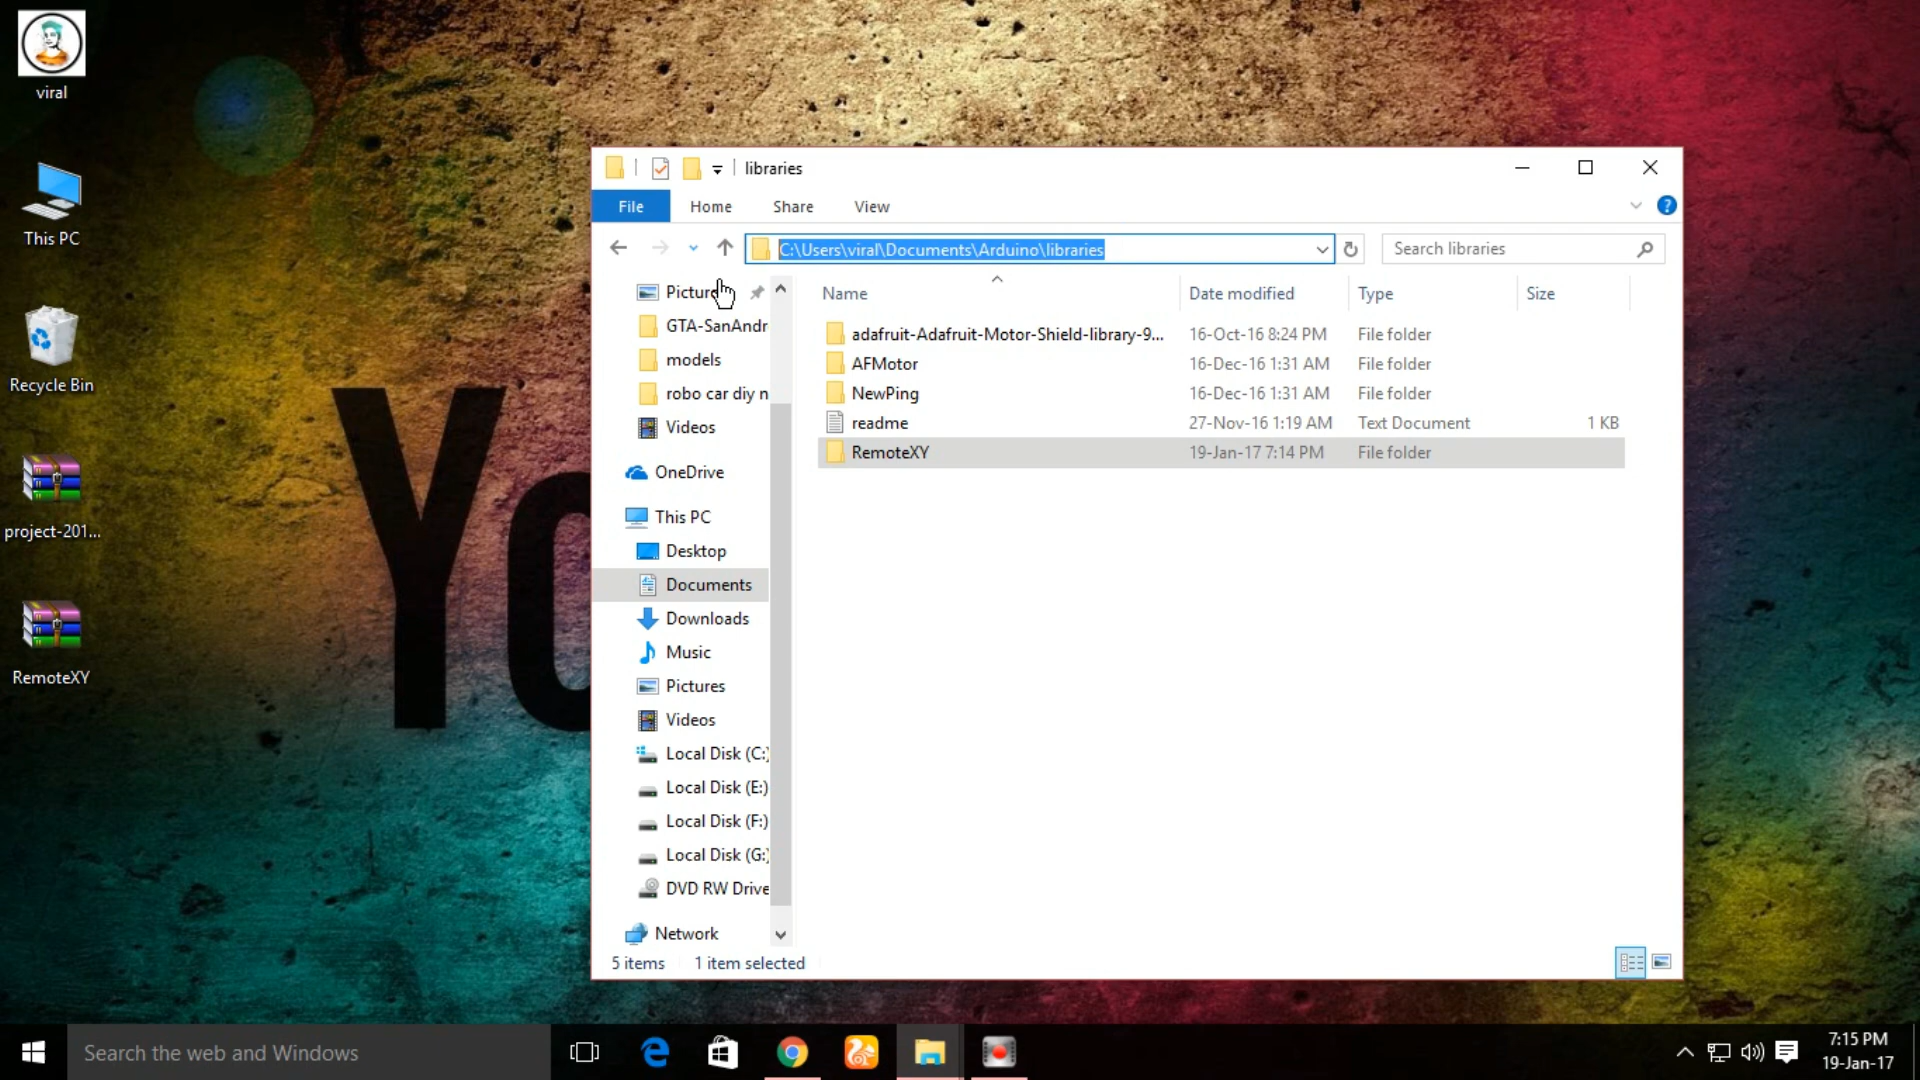 viral
This PC
Recycle Bin
project-201...
RemoteXY
Yo
libraries
File
Home
Share
View
C:\Users\viral\Documents\Arduino\libraries
Search libraries
GTA-SanAndr
models
robo car diy n
Videos
OneDrive
This PC
Desktop
Documents
Downloads
Music
Pictures
Videos
Local Disk (C:)
Local Disk (E:)
Local Disk (F:)
Local Disk (G:)
DVD RW Drive
Network
Name Date modified Type Size
adafruit-Adafruit-Motor-Shield-library-9... 16-Oct-16 8:24 PM File folder
AFMotor 16-Dec-16 1:31 AM File folder
NewPing 16-Dec-16 1:31 AM File folder
readme 27-Nov-16 1:19 AM Text Document 1 KB
RemoteXY 19-Jan-17 7:14 PM File folder
5 items 1 item selected
Search the web and Windows
7:15 PM
19-Jan-17